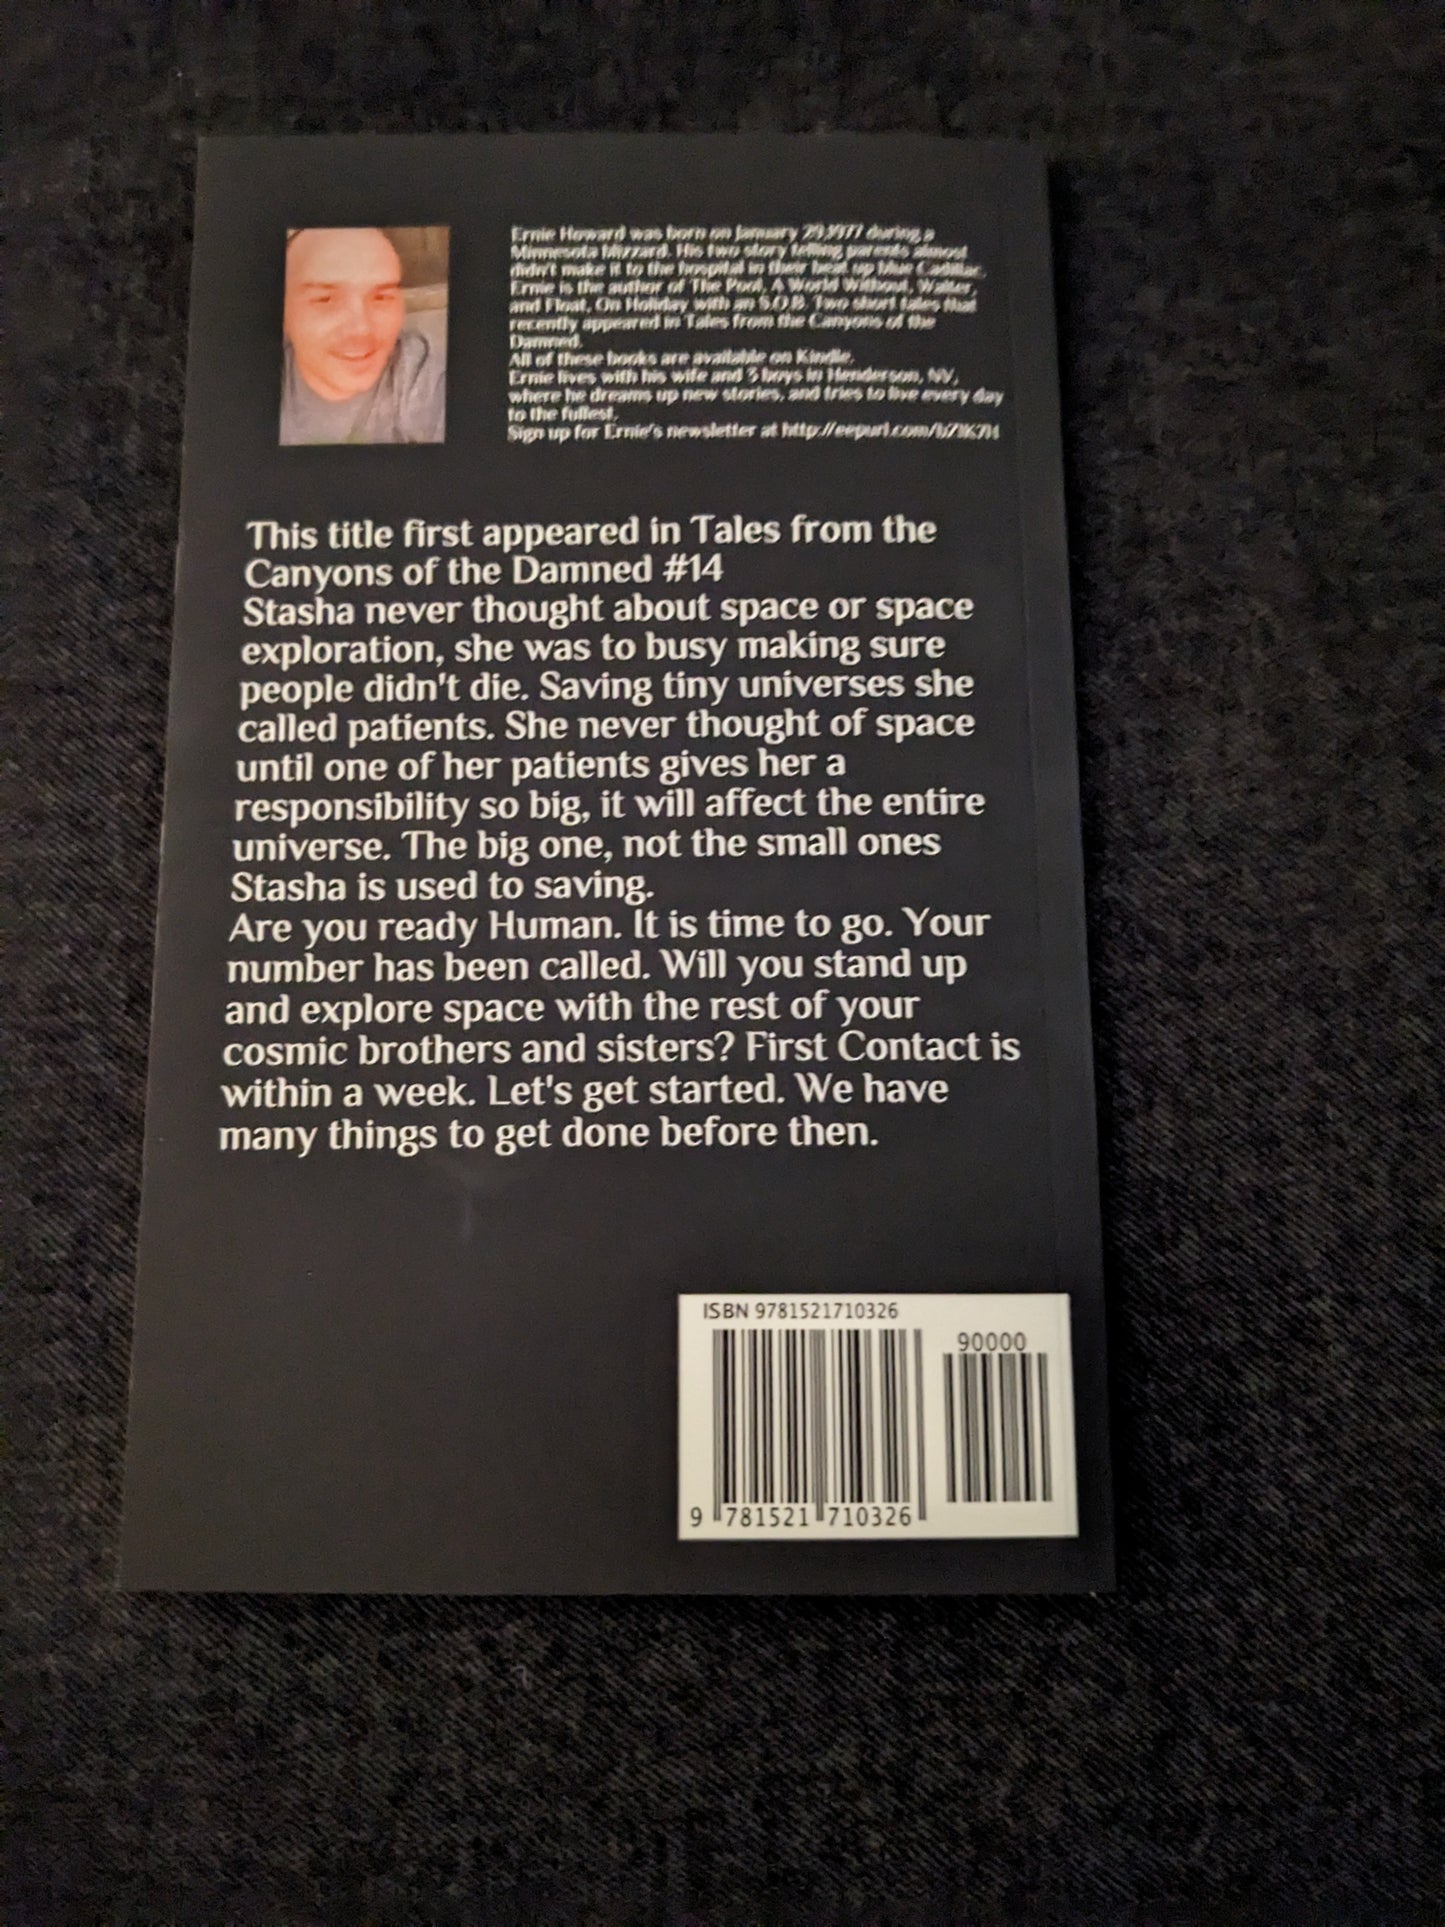 Ernie Howard was born on January 29,1977 during a
Minnesota blizzard. His two story telling parents almost
didn't make it to the hospital in their beat up blue Cadillac.
Ernie is the author of The Pool, A World Without, Walter,
and Float, On Holiday with an S.O.B. Two short tales that
recently appeared in Tales from the Canyons of the
Damned.
All of these books are available on Kindle.
Ernie lives with his wife and 3 boys in Henderson, NV,
where he dreams up new stories, and tries to live every day
to the fullest.
Sign up for Ernie's newsletter at
This title first appeared in Tales from the
Canyons of the Damned #14
Stasha never thought about space or space
exploration, she was to busy making sure
people didn't die. Saving tiny universes she
called patients. She never thought of space
until one of her patients gives her a
responsibility so big, it will affect the entire
universe. The big one, not the small ones
Stasha is used to saving.
Are you ready Human. It is time to go. Your
number has been called. Will you stand up
and explore space with the rest of your
cosmic brothers and sisters? First Contact is
within a week. Let's get started. We have
many things to get done before then.
ISBN 9781521710326
90000
9 781521 710326